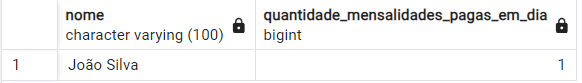 nome quantidade_mensalidades_pagas_em_dia
character varying (100) bigint
1 João Silva 1